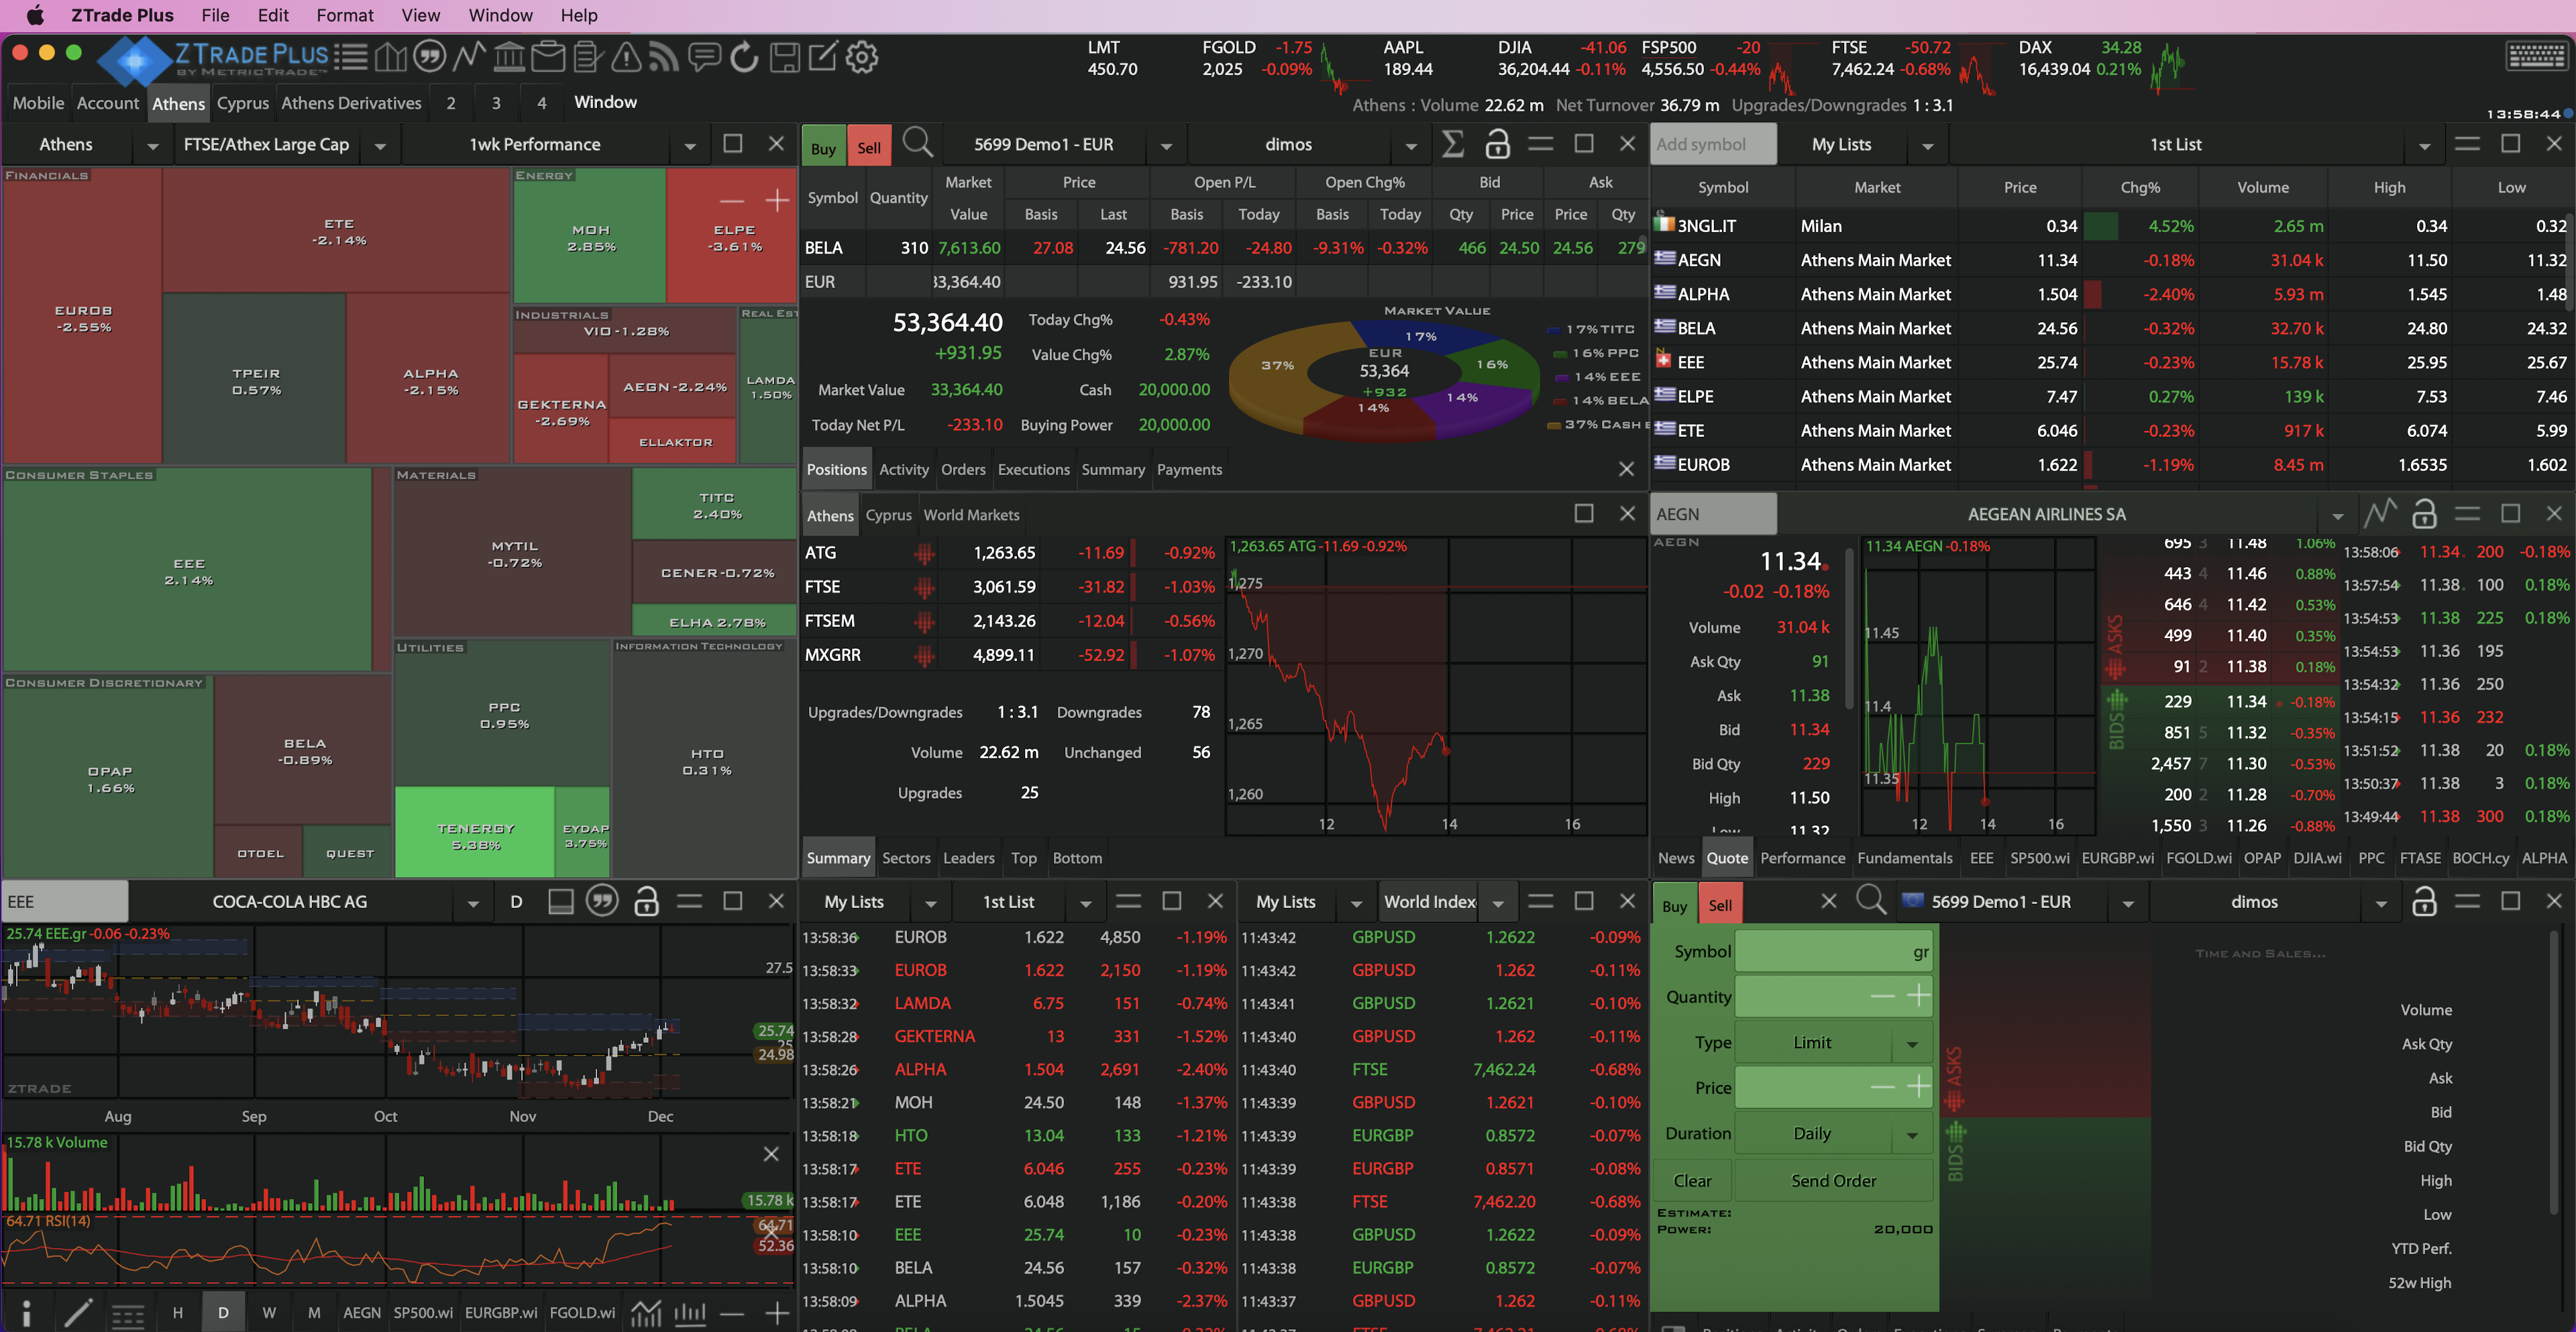 ZTrade Plus File Edit Format View Window Help
ZTRADE PLUS
BY METRICTRADE™
LMT 450.70
FGOLD -1.75 2,025 -0.09%
AAPL 189.44
DJIA -41.06 36,204.44 -0.11%
FSP500 -20 4,556.50 -0.44%
FTSE -50.72 7,462.24 -0.68%
DAX 34.28 16,439.04 0.21%
Mobile Account Athens Cyprus Athens Derivatives 2 3 4 Window
Athens : Volume 22.62 m Net Turnover 36.79 m Upgrades/Downgrades 1 : 3.1
13:58:44
Athens FTSE/Athex Large Cap 1wk Performance
FINANCIALS
EUROB -2.55%
ETE -2.14%
TPEIR 0.57%
ALPHA -2.15%
ENERGY
MOH 2.85%
ELPE -3.61%
INDUSTRIALS
VIO -1.28%
GEKTERNA -2.69%
AEGN -2.24%
ELLAKTOR
REAL EST
LAMDA 1.50%
CONSUMER STAPLES
EEE 2.14%
MATERIALS
MYTIL -0.72%
TITC 2.40%
CENER -0.72%
ELHA 2.78%
CONSUMER DISCRETIONARY
OPAP 1.66%
BELA -0.89%
OTOEL
QUEST
UTILITIES
PPC 0.95%
TENERGY 5.38%
EYDAP 3.75%
INFORMATION TECHNOLOGY
HTO 0.31%
Buy Sell 5699 Demo1 - EUR dimos
Symbol Quantity Market Value Price Open P/L Open Chg% Bid Ask
Basis Last Basis Today Basis Today Qty Price Price Qty
BELA 310 7,613.60 27.08 24.56 -781.20 -24.80 -9.31% -0.32% 466 24.50 24.56 279
EUR 33,364.40 931.95 -233.10
53,364.40 Today Chg% -0.43%
+931.95 Value Chg% 2.87%
Market Value 33,364.40 Cash 20,000.00
Today Net P/L -233.10 Buying Power 20,000.00
MARKET VALUE
17%
16%
14%
14%
37%
EUR
53,364
+932
17% TITC
16% PPC
14% EEE
14% BELA
37% CASH E
Positions Activity Orders Executions Summary Payments
Add symbol My Lists 1st List
Symbol Market Price Chg% Volume High Low
3NGL.IT Milan 0.34 4.52% 2.65 m 0.34 0.32
AEGN Athens Main Market 11.34 -0.18% 31.04 k 11.50 11.32
ALPHA Athens Main Market 1.504 -2.40% 5.93 m 1.545 1.48
BELA Athens Main Market 24.56 -0.32% 32.70 k 24.80 24.32
EEE Athens Main Market 25.74 -0.23% 15.78 k 25.95 25.67
ELPE Athens Main Market 7.47 0.27% 139 k 7.53 7.46
ETE Athens Main Market 6.046 -0.23% 917 k 6.074 5.99
EUROB Athens Main Market 1.622 -1.19% 8.45 m 1.6535 1.602
Athens Cyprus World Markets
ATG 1,263.65 -11.69 -0.92%
FTSE 3,061.59 -31.82 -1.03%
FTSEM 2,143.26 -12.04 -0.56%
MXGRR 4,899.11 -52.92 -1.07%
Upgrades/Downgrades 1 : 3.1 Downgrades 78
Volume 22.62 m Unchanged 56
Upgrades 25
1,263.65 ATG -11.69 -0.92%
1,275
1,270
1,265
1,260
12 14 16
Summary Sectors Leaders Top Bottom
AEGN AEGEAN AIRLINES SA
AEGN
11.34
-0.02 -0.18%
Volume 31.04 k
Ask Qty 91
Ask 11.38
Bid 11.34
Bid Qty 229
High 11.50
Low 11.32
11.34 AEGN -0.18%
11.45
11.4
11.35
12 14 16
ASKS
BIDS
695 3 11.48 1.06%
443 4 11.46 0.88%
646 4 11.42 0.53%
499 11.40 0.35%
91 2 11.38 0.18%
229 11.34 -0.18%
851 5 11.32 -0.35%
2,457 7 11.30 -0.53%
200 2 11.28 -0.70%
1,550 3 11.26 -0.88%
13:58:06 11.34 200 -0.18%
13:57:54 11.38 100 0.18%
13:54:53 11.38 225 0.18%
13:54:53 11.36 195
13:54:32 11.36 250
13:54:15 11.36 232
13:51:52 11.38 20 0.18%
13:50:37 11.38 3 0.18%
13:49:44 11.38 300 0.18%
News Quote Performance Fundamentals EEE SP500.wi EURGBP.wi FGOLD.wi OPAP DJIA.wi PPC FTASE BOCH.cy ALPHA
EEE COCA-COLA HBC AG D
25.74 EEE.gr -0.06 -0.23%
27.5
25.74
25
24.98
ZTRADE
Aug Sep Oct Nov Dec
15.78 k Volume
15.78 k
64.71 RSI(14)
64.71
52.36
H D W M AEGN SP500.wi EURGBP.wi FGOLD.wi
My Lists 1st List
13:58:36 EUROB 1.622 4,850 -1.19%
13:58:33 EUROB 1.622 2,150 -1.19%
13:58:32 LAMDA 6.75 151 -0.74%
13:58:28 GEKTERNA 13 331 -1.52%
13:58:26 ALPHA 1.504 2,691 -2.40%
13:58:21 MOH 24.50 148 -1.37%
13:58:18 HTO 13.04 133 -1.21%
13:58:17 ETE 6.046 255 -0.23%
13:58:17 ETE 6.048 1,186 -0.20%
13:58:10 EEE 25.74 10 -0.23%
13:58:10 BELA 24.56 157 -0.32%
13:58:09 ALPHA 1.5045 339 -2.37%
My Lists World Index
11:43:42 GBPUSD 1.2622 -0.09%
11:43:42 GBPUSD 1.262 -0.11%
11:43:41 GBPUSD 1.2621 -0.10%
11:43:40 GBPUSD 1.262 -0.11%
11:43:40 FTSE 7,462.24 -0.68%
11:43:39 GBPUSD 1.2621 -0.10%
11:43:39 EURGBP 0.8572 -0.07%
11:43:39 EURGBP 0.8571 -0.08%
11:43:38 FTSE 7,462.20 -0.68%
11:43:38 GBPUSD 1.2622 -0.09%
11:43:38 EURGBP 0.8572 -0.07%
11:43:37 GBPUSD 1.262 -0.11%
Buy Sell 5699 Demo1 - EUR dimos
Symbol gr
Quantity
Type Limit
Price
Duration Daily
Clear Send Order
ESTIMATE:
POWER: 20,000
ASKS
BIDS
TIME AND SALES...
Volume
Ask Qty
Ask
Bid
Bid Qty
High
Low
YTD Perf.
52w High